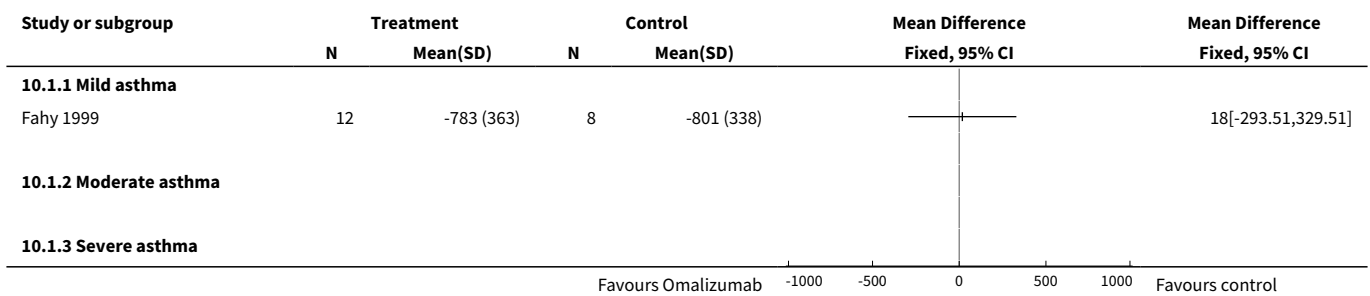 Study or subgroup Treatment Control Mean Difference Mean Difference
N Mean(SD) N Mean(SD) Fixed, 95% CI Fixed, 95% CI
10.1.1 Mild asthma
Fahy 1999 12 -783 (363) 8 -801 (338) 18[-293.51,329.51]
10.1.2 Moderate asthma
10.1.3 Severe asthma
Favours Omalizumab -1000 -500 0 500 1000 Favours control